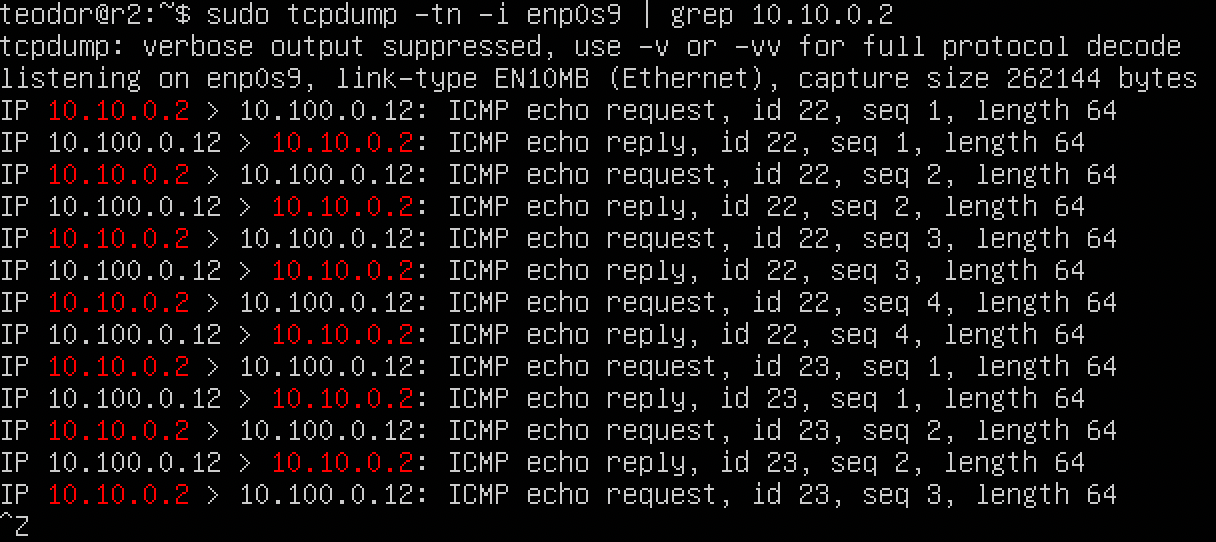 teodor@r2:~$ sudo tcpdump -tn -i enp0s9 | grep 10.10.0.2
tcpdump: verbose output suppressed, use -v or -vv for full protocol decode
listening on enp0s9, link-type EN10MB (Ethernet), capture size 262144 bytes
IP 10.10.0.2 > 10.100.0.12: ICMP echo request, id 22, seq 1, length 64
IP 10.100.0.12 > 10.10.0.2: ICMP echo reply, id 22, seq 1, length 64
IP 10.10.0.2 > 10.100.0.12: ICMP echo request, id 22, seq 2, length 64
IP 10.100.0.12 > 10.10.0.2: ICMP echo reply, id 22, seq 2, length 64
IP 10.10.0.2 > 10.100.0.12: ICMP echo request, id 22, seq 3, length 64
IP 10.100.0.12 > 10.10.0.2: ICMP echo reply, id 22, seq 3, length 64
IP 10.10.0.2 > 10.100.0.12: ICMP echo request, id 22, seq 4, length 64
IP 10.100.0.12 > 10.10.0.2: ICMP echo reply, id 22, seq 4, length 64
IP 10.10.0.2 > 10.100.0.12: ICMP echo request, id 23, seq 1, length 64
IP 10.100.0.12 > 10.10.0.2: ICMP echo reply, id 23, seq 1, length 64
IP 10.10.0.2 > 10.100.0.12: ICMP echo request, id 23, seq 2, length 64
IP 10.100.0.12 > 10.10.0.2: ICMP echo reply, id 23, seq 2, length 64
IP 10.10.0.2 > 10.100.0.12: ICMP echo request, id 23, seq 3, length 64
^Z